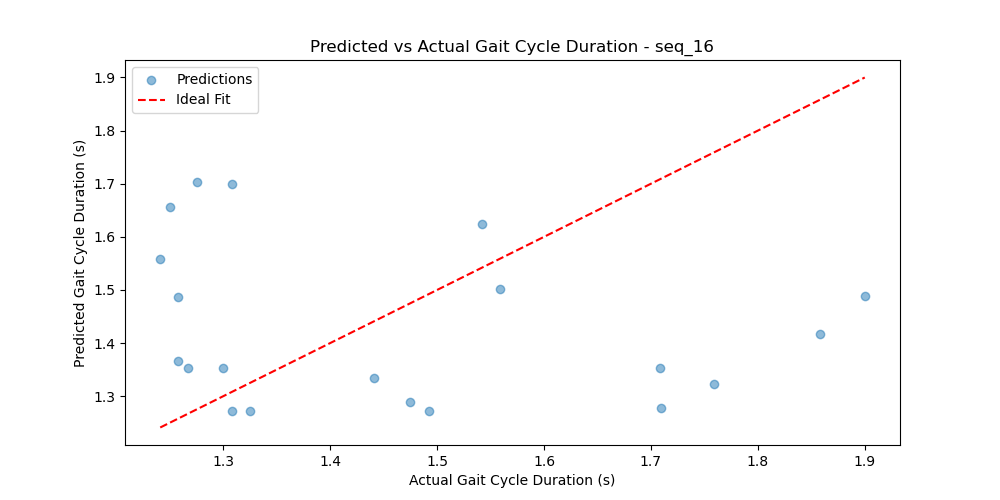 Predicted vs Actual Gait Cycle Duration - seq_16
Predictions
Ideal Fit
Predicted Gait Cycle Duration (s)
1.9
1.8
1.7
1.6
1.5
1.4
1.3
1.3 1.4 1.5 1.6 1.7 1.8 1.9
Actual Gait Cycle Duration (s)